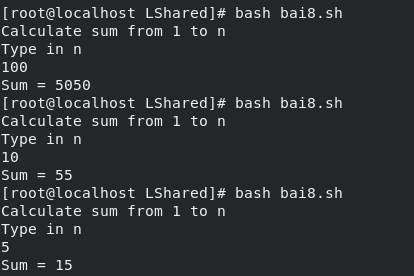 [root@localhost LShared]# bash bai8.sh
Calculate sum from 1 to n
Type in n
100
Sum = 5050
[root@localhost LShared]# bash bai8.sh
Calculate sum from 1 to n
Type in n
10
Sum = 55
[root@localhost LShared]# bash bai8.sh
Calculate sum from 1 to n
Type in n
5
Sum = 15